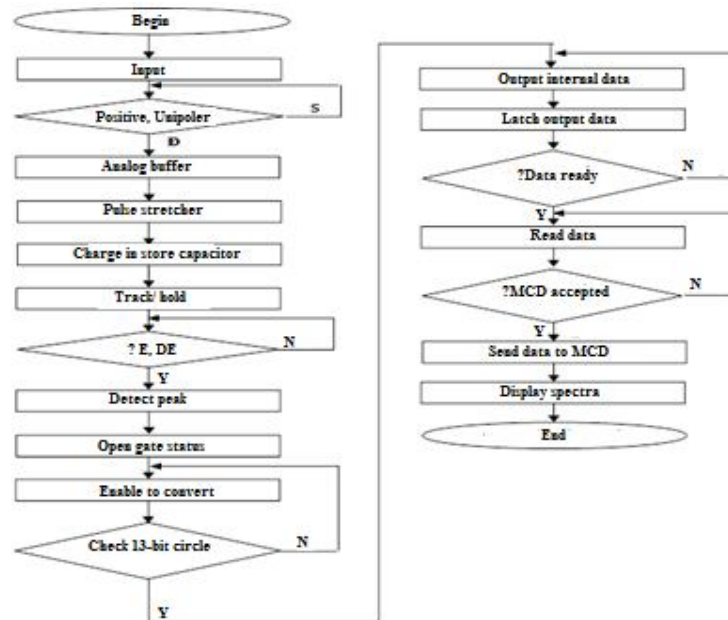 Begin
Input
Positive, Unipoler
S
D
Analog buffer
Pulse stretcher
Charge in store capacitor
Track/ hold
? E, DE
N
Y
Detect peak
Open gate status
Enable to convert
Check 13-bit circle
N
Y
Output internal data
Latch output data
?Data ready
N
Y
Read data
?MCD accepted
N
Y
Send data to MCD
Display spectra
End